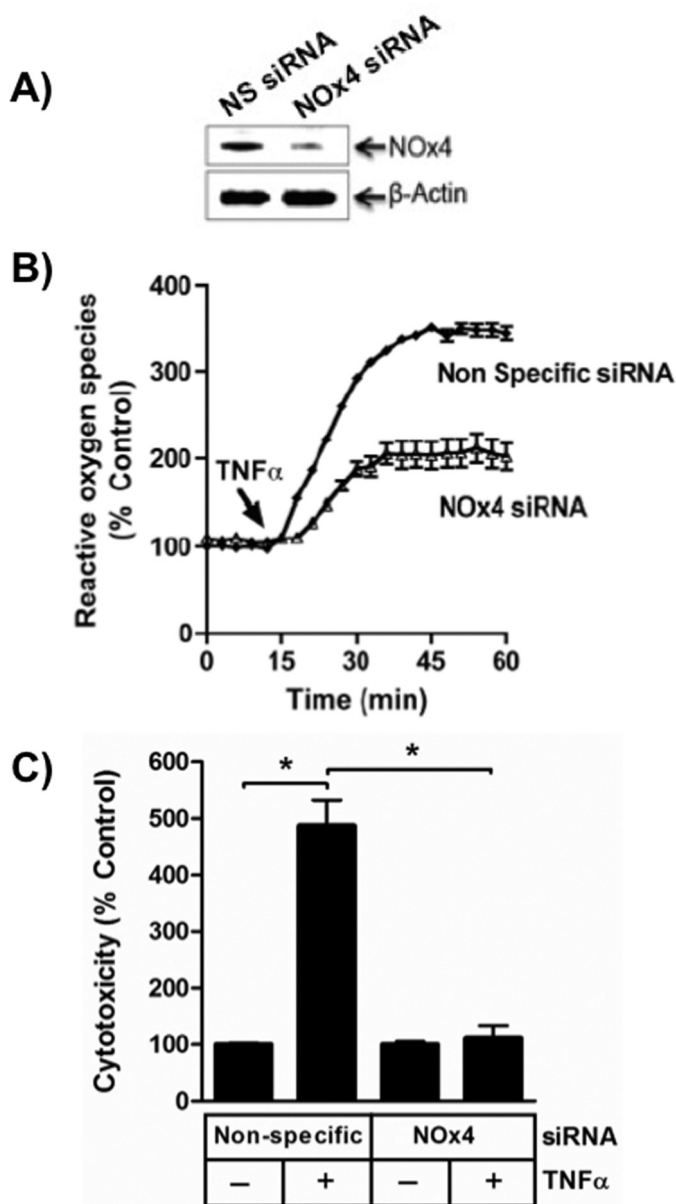 A)
NS siRNA
NOx4 siRNA
NOx4
β-Actin
B)
Reactive oxygen species
(% Control)
400
300
200
100
0
TNFα
Non Specific siRNA
NOx4 siRNA
0 15 30 45 60
Time (min)
C)
Cytotoxicity (% Control)
600
500
400
300
200
100
0
* *
Non-specific NOx4 siRNA
– + – + TNFα